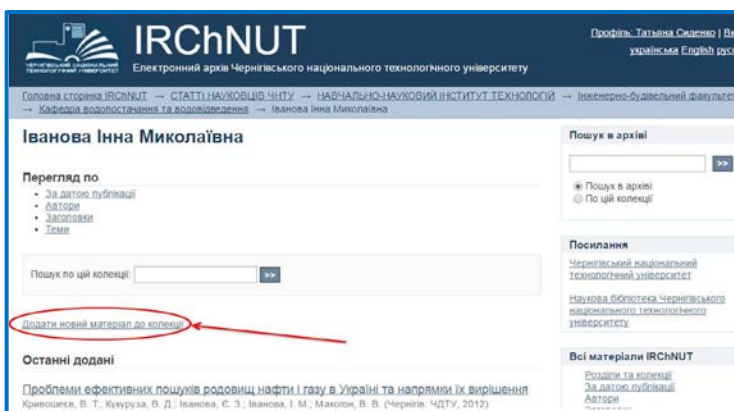 IRChNUT
Електронний архів Чернігівського національного технологічного університету
ЧЕРНІГІВСЬКИЙ НАЦІОНАЛЬНИЙ
ТЕХНОЛОГІЧНИЙ УНІВЕРСИТЕТ
Профіль: Татьяна Сиденко |
українська English
Головна сторінка IRChNUT → СТАТТІ НАУКОВЦІВ ЧНТУ → НАВЧАЛЬНО-НАУКОВИЙ ІНСТИТУТ ТЕХНОЛОГІЙ → Інженерно-будівельний факультет
→ Кафедра водопостачання та водовідведення → Іванова Інна Миколаївна
Іванова Інна Миколаївна
Перегляд по
• За датою публікації
• Автори
• Заголовки
• Теми
Пошук по цій колекції: >>
Додати новий матеріал до колекції
Останні додані
Проблеми ефективних пошуків родовищ нафти і газу в Україні та напрямки їх вирішення
Кривошеєв, В. Т.; Кукуруза, В. Д.; Іванова, Є. З.; Іванова, І. М.; Макогон, В. В. (Чернігів: ЧДТУ, 2012)
Пошук в архіві
>>
Пошук в архіві
По цій колекції
Посилання
Чернігівський національний
технологічний університет
Наукова бібліотека Чернігівського
національного технологічного
університету
Всі матеріали IRChNUT
Розділи та колекції
За датою публікації
Автори